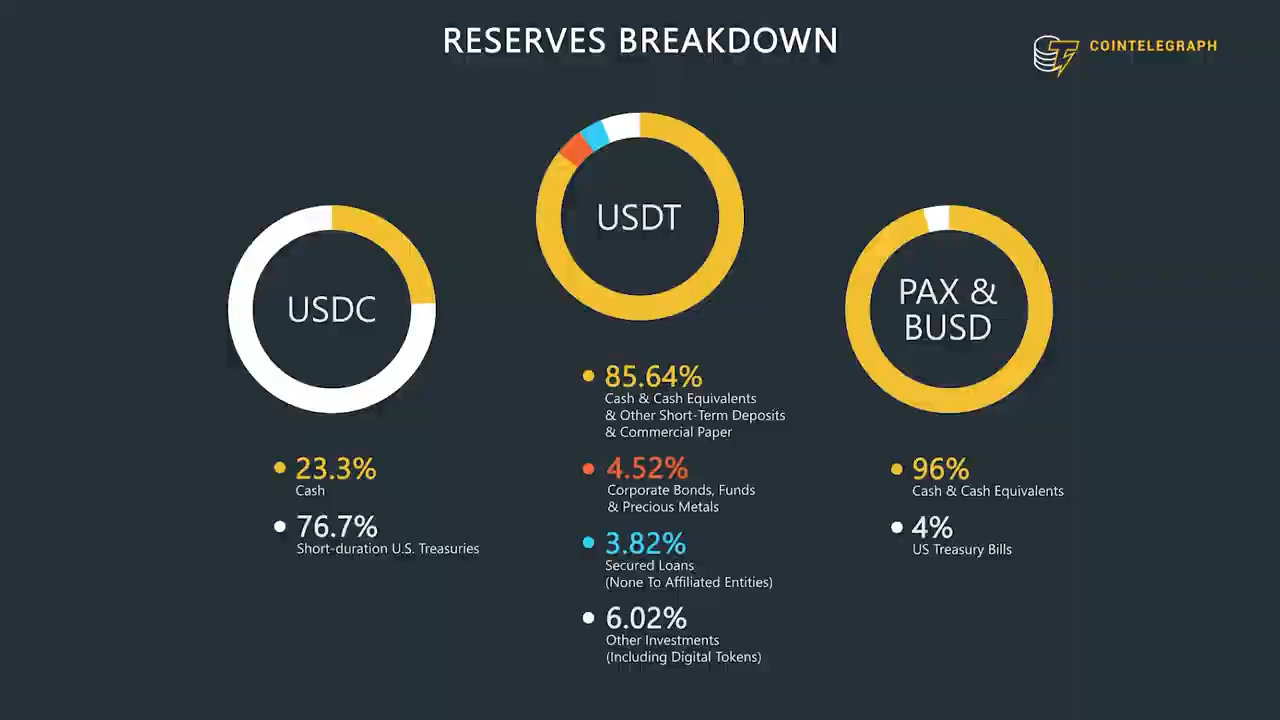 RESERVES BREAKDOWN
COINTELEGRAPH
USDC
23.3%
Cash
76.7%
Short-duration U.S. Treasuries
USDT
85.64%
Cash & Cash Equivalents
& Other Short-Term Deposits
& Commercial Paper
4.52%
Corporate Bonds, Funds
& Precious Metals
3.82%
Secured Loans
(None To Affiliated Entities)
6.02%
Other Investments
(Including Digital Tokens)
PAX &
BUSD
96%
Cash & Cash Equivalents
4%
US Treasury Bills